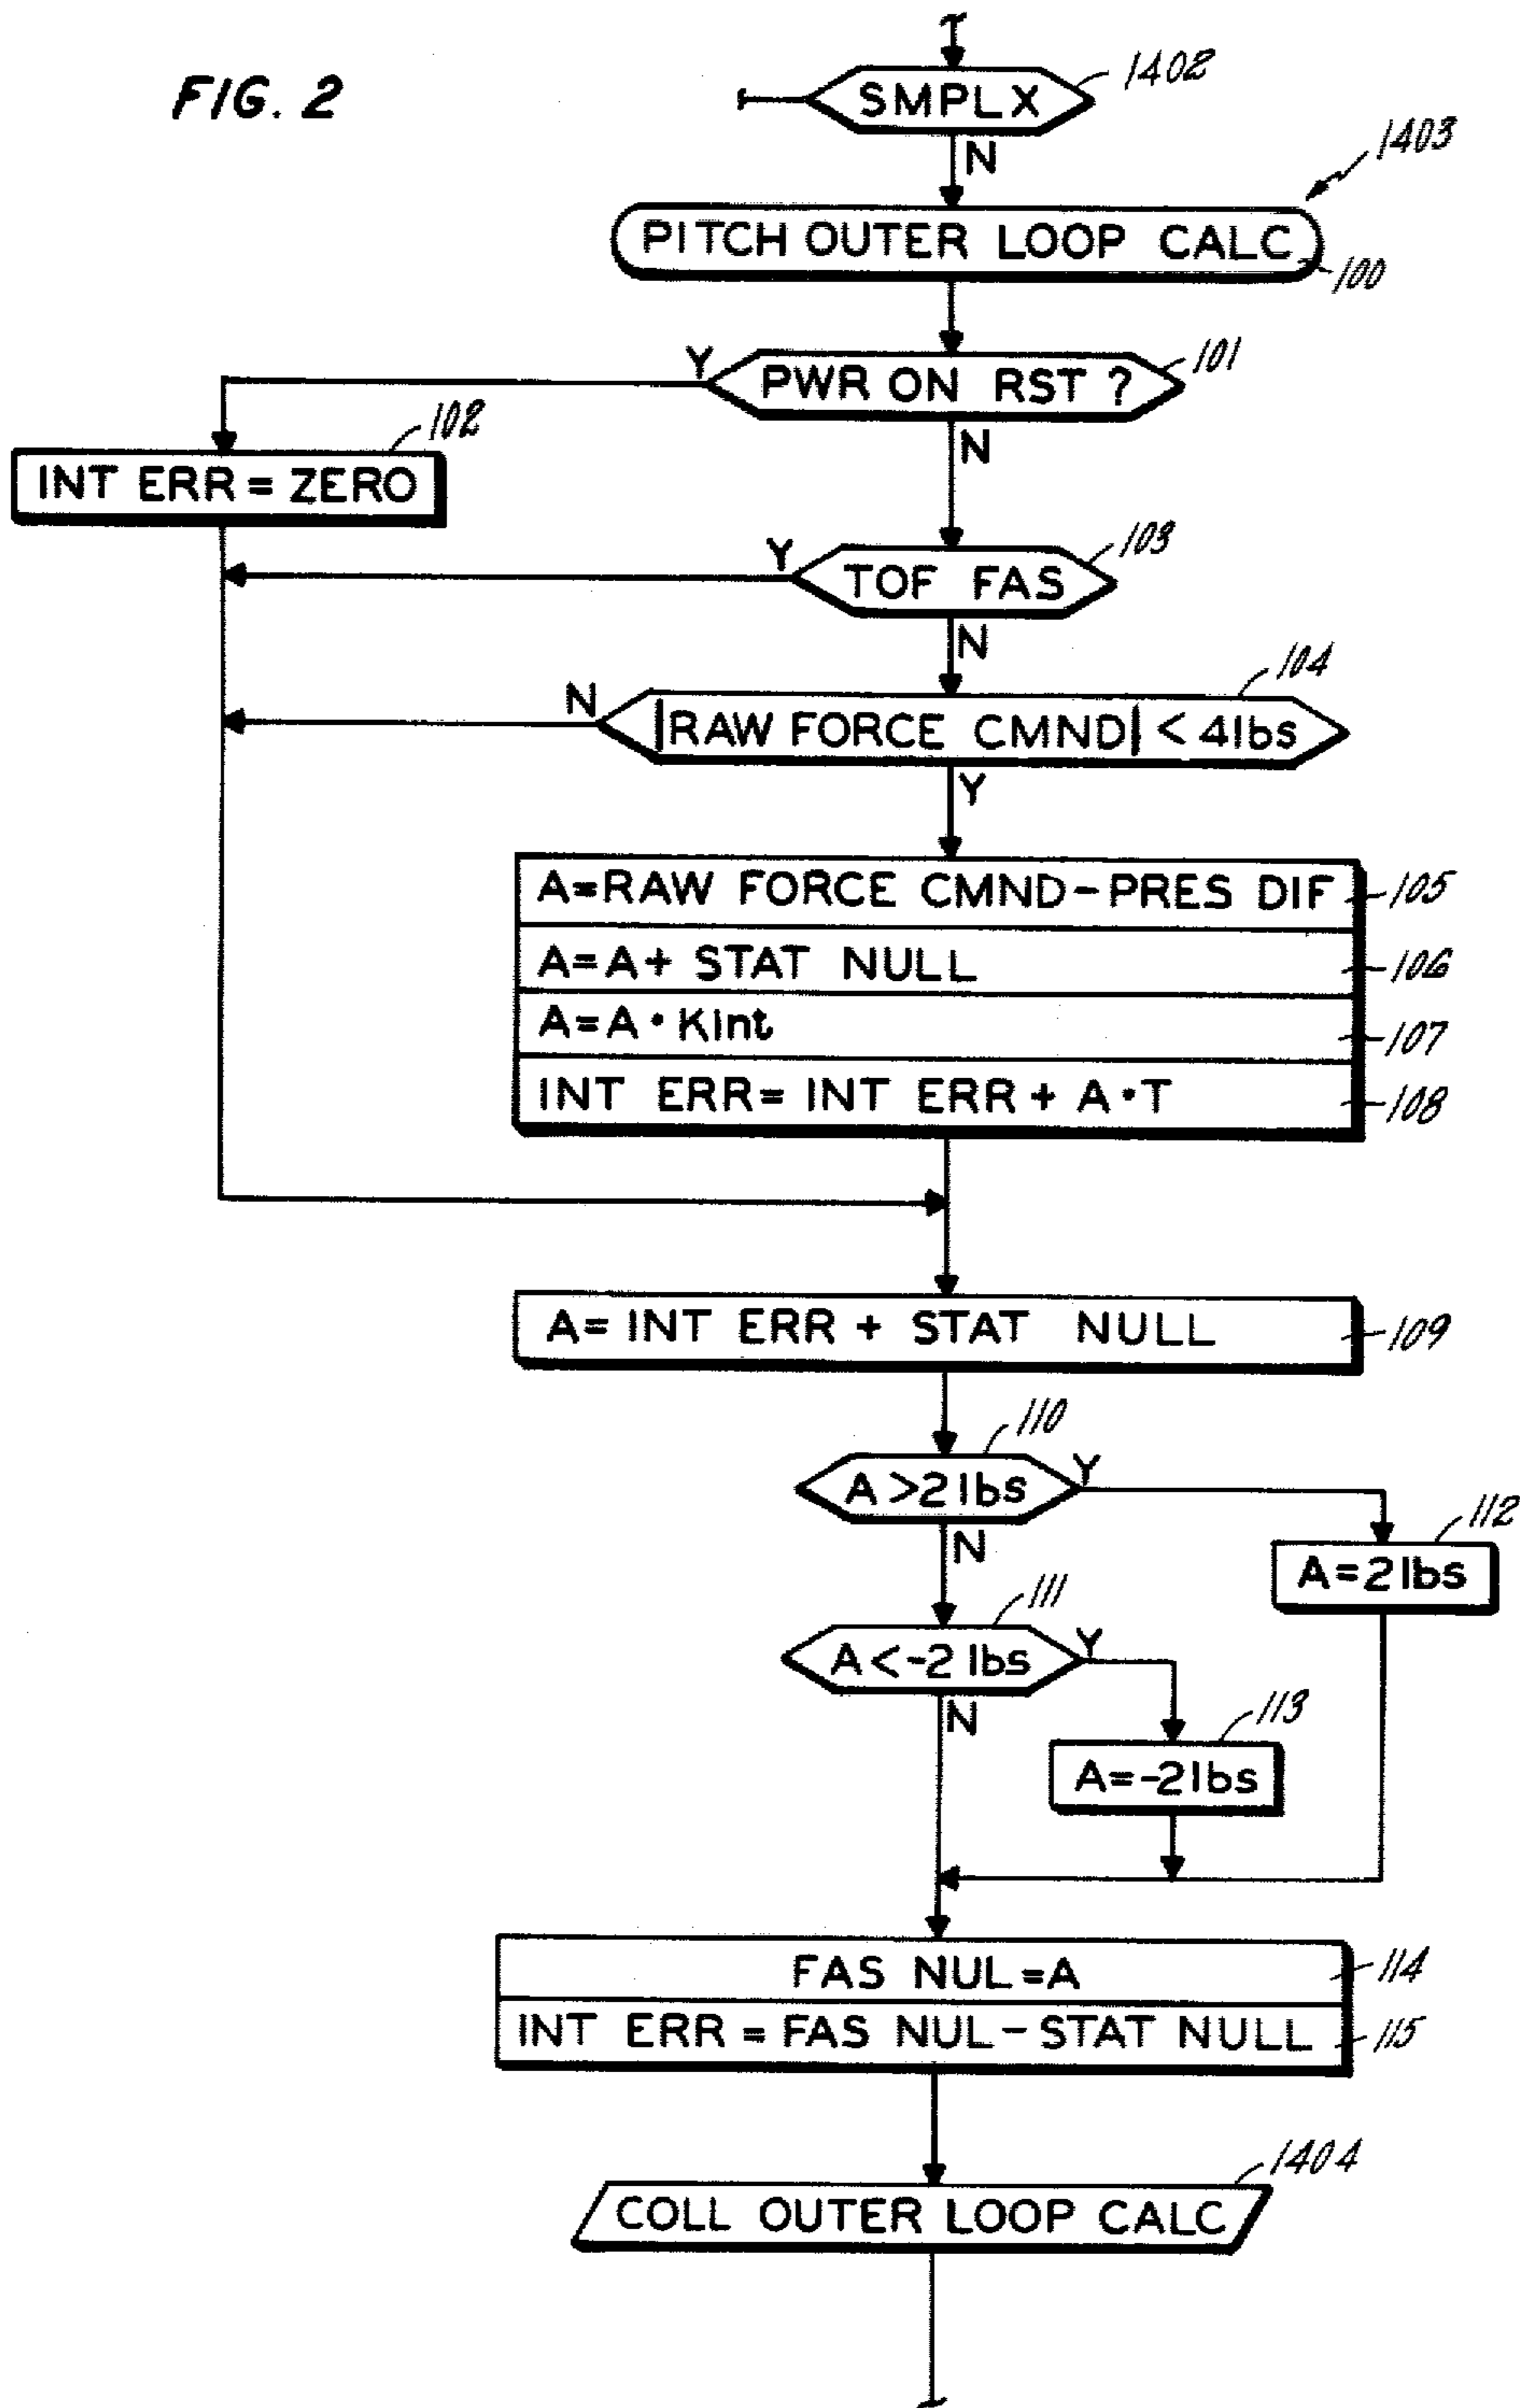 FIG. 2
SMPLX
1402
N
1403
PITCH OUTER LOOP CALC
100
Y
PWR ON RST ?
101
N
102
INT ERR = ZERO
Y
TOF FAS
103
N
104
N
|RAW FORCE CMND| < 4lbs
Y
A=RAW FORCE CMND-PRES DIF
105
A=A+ STAT NULL
106
A=A • Kint
107
INT ERR= INT ERR + A•T
108
A= INT ERR + STAT NULL
109
110
A >2 lbs
Y
N
112
A=2 lbs
111
A <-2 lbs
Y
N
113
A=-2 lbs
FAS NUL=A
114
INT ERR = FAS NUL-STAT NULL
115
1404
COLL OUTER LOOP CALC